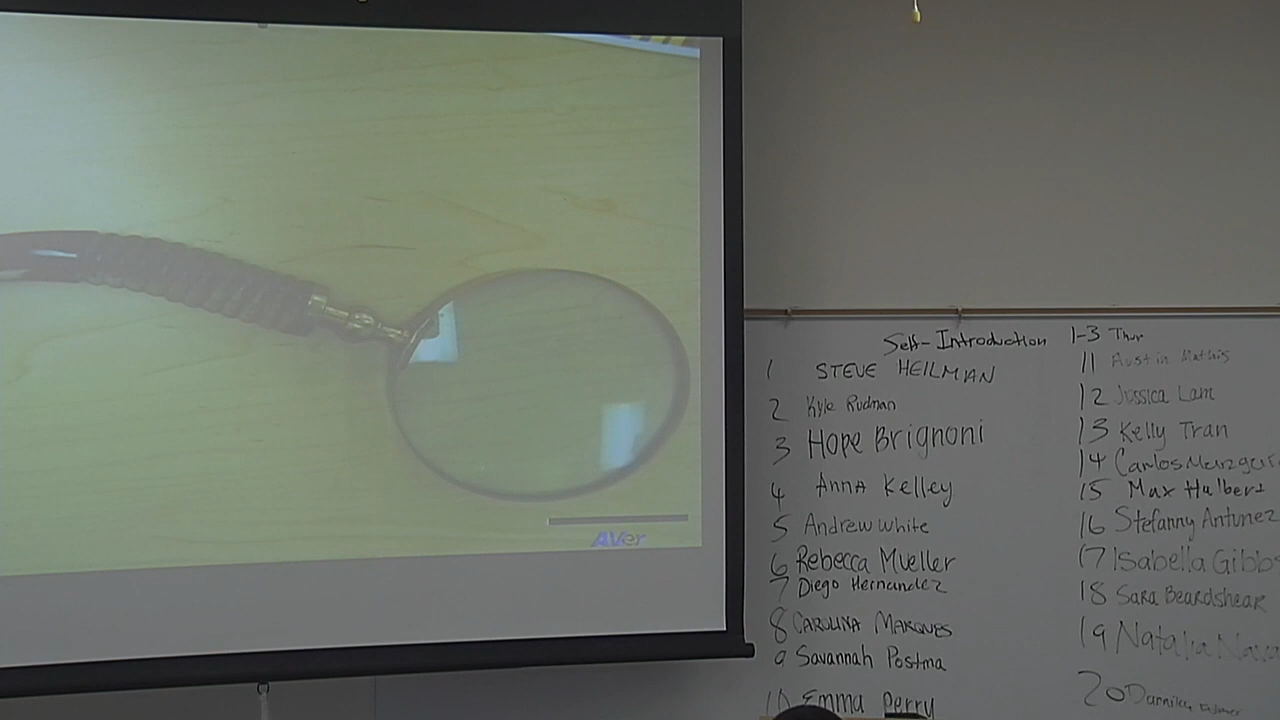 AVer
Self-Introduction 1-3 Thur
1 STEVE HEILMAN
2 Kyle Rudman
3 Hope Brignoni
4 Anna Kelley
5 Andrew White
6 Rebecca Mueller
7 Diego Hernandez
8 CAROLINA MARQUES
9 Savannah Postma
10 Emma Perry
11 Austin Mathis
12 Jessica Lam
13 Kelly Tran
14 Carlos
15 Max Halbert
16 Stefanny Antunez
17 Isabella Gibbs
18 Sara Beardshear
19 Natalia
20